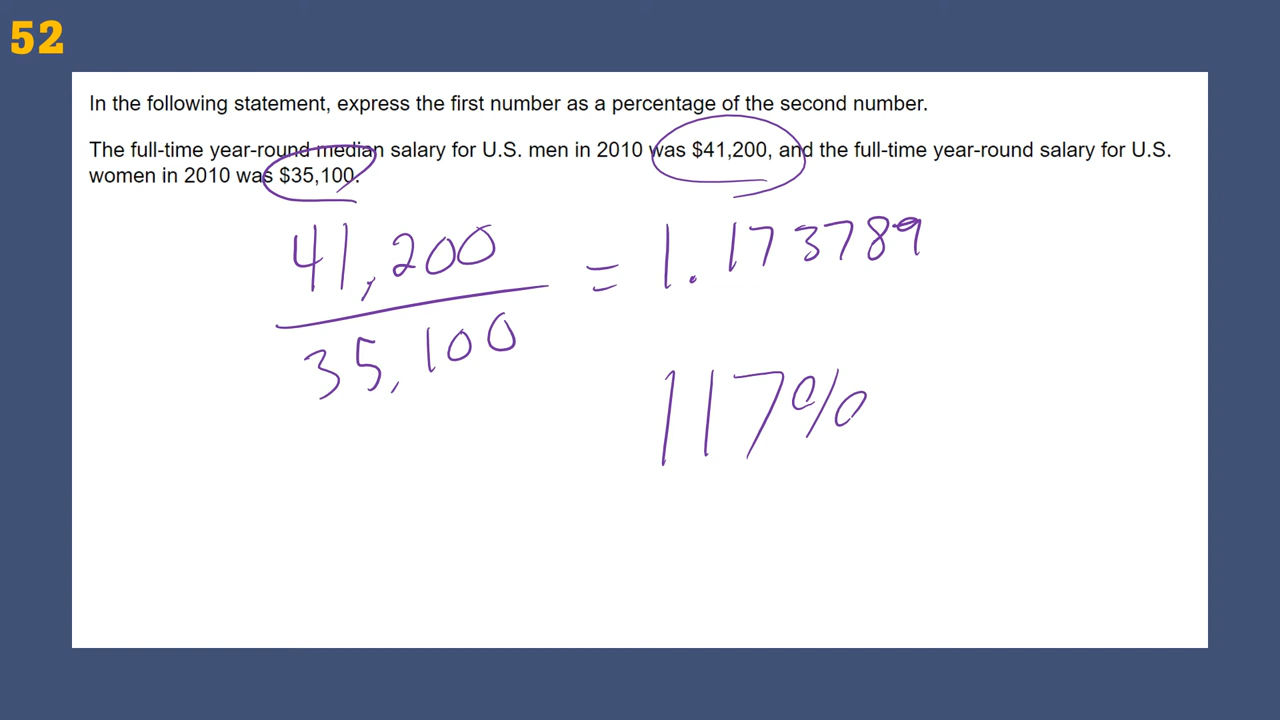 52
In the following statement, express the first number as a percentage of the second number.
The full-time year-round median salary for U.S. men in 2010 was $41,200, and the full-time year-round salary for U.S.
women in 2010 was $35,100.
41,200
= 1.173789
35,100
117%